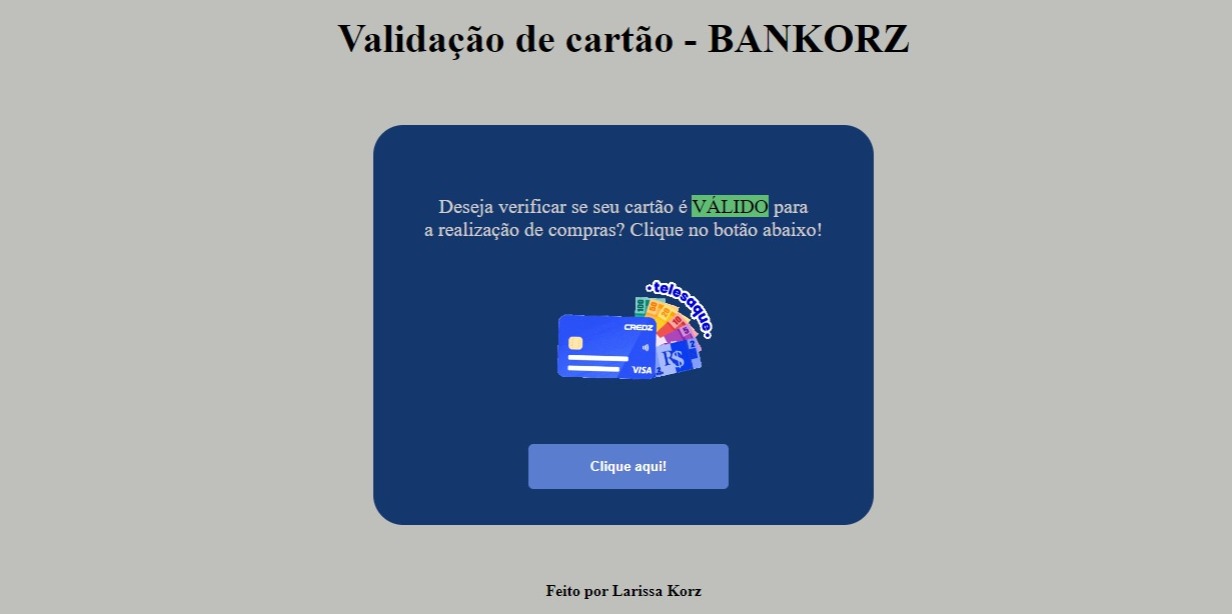 Validação de cartão - BANKORZ
Deseja verificar se seu cartão é VÁLIDO para
a realização de compras? Clique no botão abaixo!
telesaque
CREDZ
VISA
R$
Clique aqui!
Feito por Larissa Korz